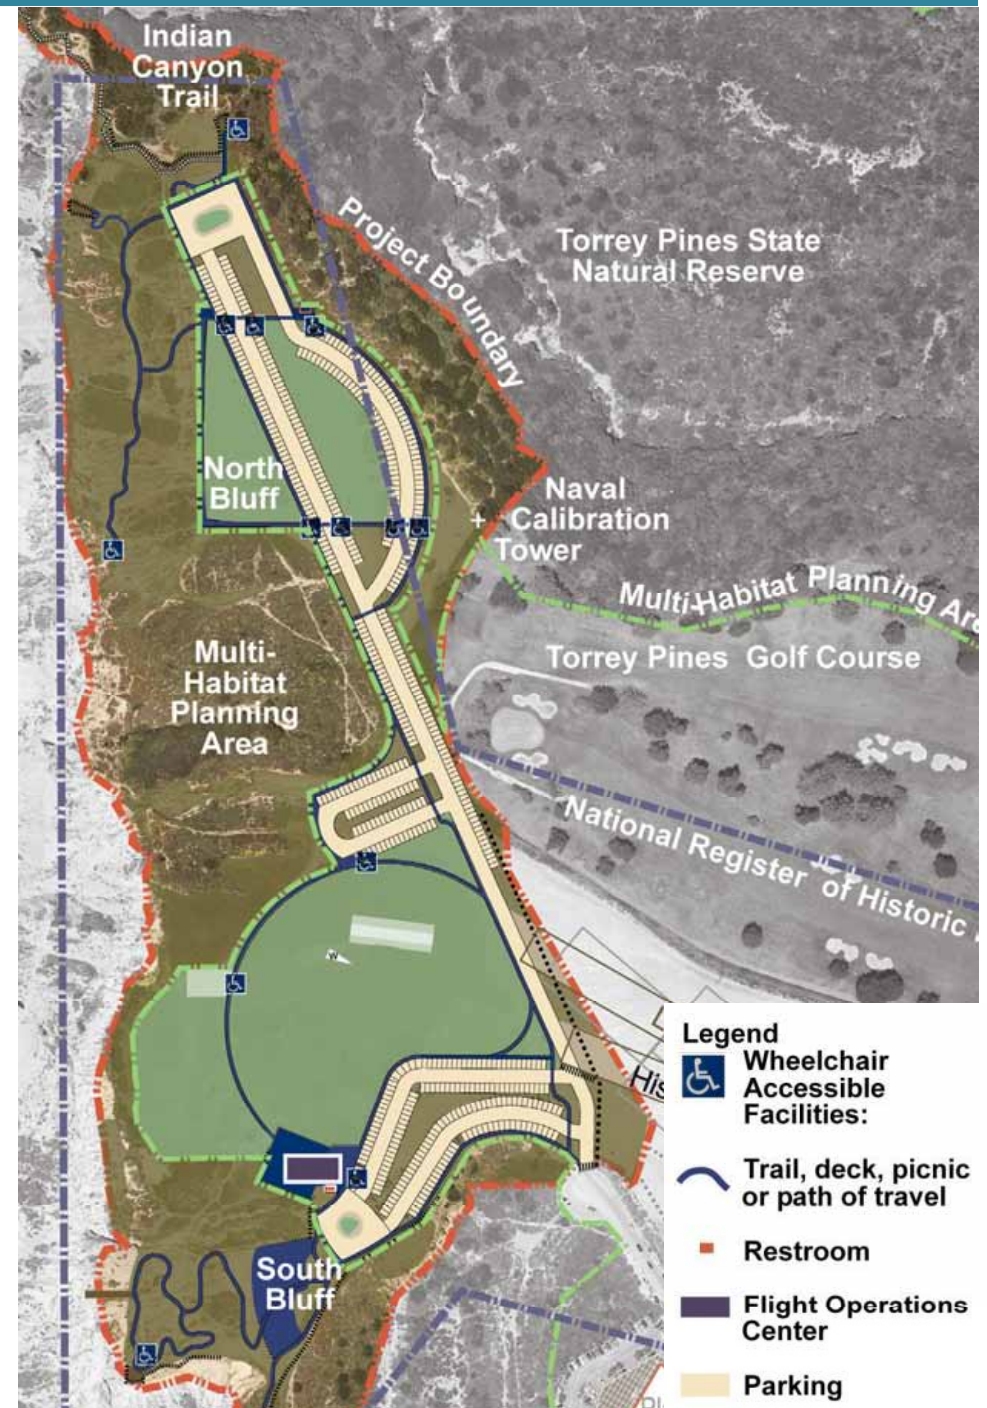 Indian
Canyon
Trail
Project Boundary
Torrey Pines State
Natural Reserve
North
Bluff
Naval
Calibration
Tower
Multi-Habitat Planning Are
Torrey Pines Golf Course
Multi-
Habitat
Planning
Area
National Register of Historic
W
His
South
Bluff
Legend
Wheelchair
Accessible
Facilities:
Trail, deck, picnic
or path of travel
Restroom
Flight Operations
Center
Parking